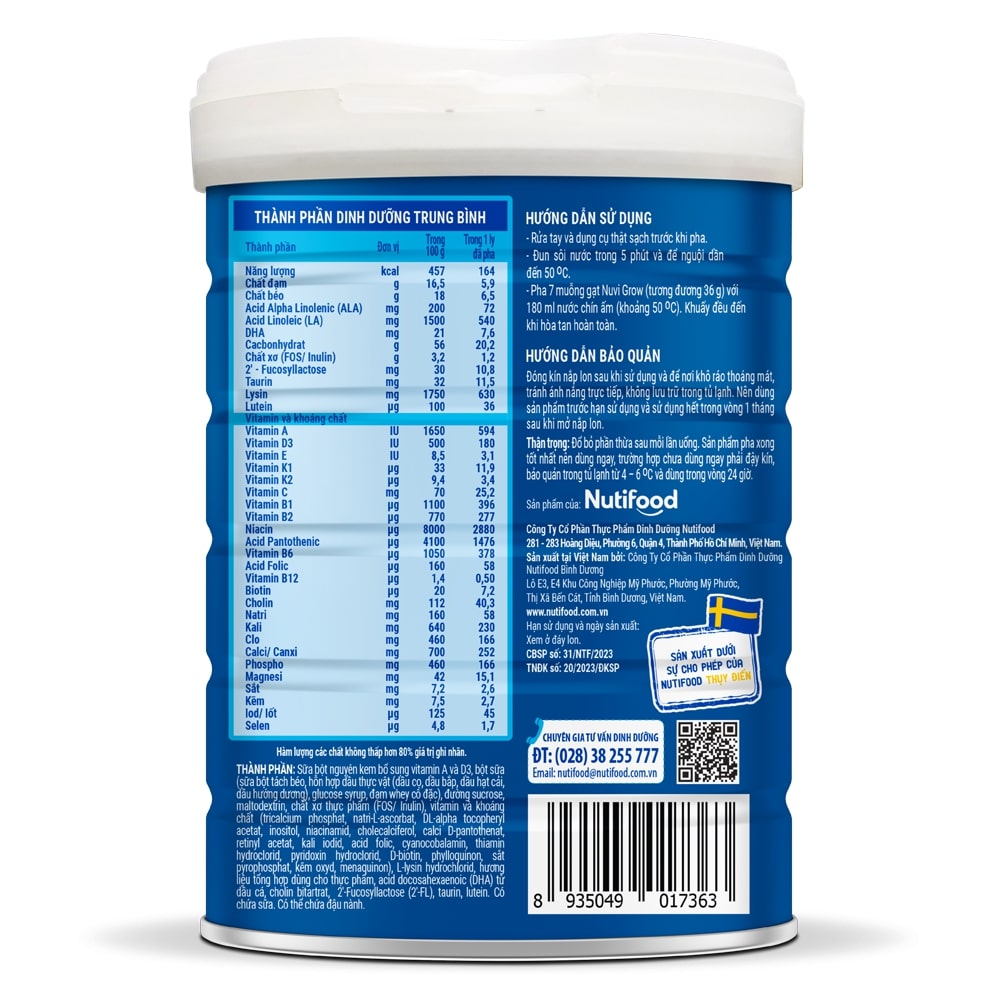 THÀNH PHẦN DINH DƯỠNG TRUNG BÌNH
Thành phần Đơn vị Trong 100 g Trong 1 ly đã pha
Năng lượng kcal 457 164
Chất đạm g 16,5 5,9
Chất béo g 18 6,5
Acid Alpha Linolenic (ALA) mg 200 72
Acid Linoleic (LA) mg 1500 540
DHA mg 21 7,6
Cacbonhydrat g 56 20,2
Chất xơ (FOS/ Inulin) g 3,2 1,2
2' - Fucosyllactose mg 30 10,8
Taurin mg 32 11,5
Lysin mg 1750 630
Lutein µg 100 36
Vitamin và khoáng chất
Vitamin A IU 1650 594
Vitamin D3 IU 500 180
Vitamin E IU 8,5 3,1
Vitamin K1 µg 33 11,9
Vitamin K2 µg 9,4 3,4
Vitamin C mg 70 25,2
Vitamin B1 µg 1100 396
Vitamin B2 µg 770 277
Niacin µg 8000 2880
Acid Pantothenic µg 4100 1476
Vitamin B6 µg 1050 378
Acid Folic µg 160 58
Vitamin B12 µg 1,4 0,50
Biotin µg 20 7,2
Cholin mg 112 40,3
Natri mg 160 58
Kali mg 640 230
Clo mg 460 166
Calci/ Canxi mg 700 252
Phospho mg 460 166
Magnesi mg 42 15,1
Sắt mg 7,2 2,6
Kẽm mg 7,5 2,7
Iod/ Iốt µg 125 45
Selen µg 4,8 1,7
Hàm lượng các chất không thấp hơn 80% giá trị ghi nhãn.
THÀNH PHẦN: Sữa bột nguyên kem bổ sung vitamin A và D3, bột sữa
(sữa bột tách béo, hỗn hợp dầu thực vật (dầu cọ, dầu bắp, dầu hạt cải,
dầu hướng dương), glucose syrup, đạm whey cô đặc), đường sucrose,
maltodextrin, chất xơ thực phẩm (FOS/ Inulin), vitamin và khoáng
chất (tricalcium phosphat, natri-L-ascorbat, DL-alpha tocopheryl
acetat, inositol, niacinamid, cholecalciferol, calci D-pantothenat,
retinyl acetat, kali iodid, acid folic, cyanocobalamin, thiamin
hydroclorid, pyridoxin hydroclorid, D-biotin, phylloquinon, sắt
pyrophosphat, kẽm oxyd, menaquinon), L-lysin hydrochlorid, hương
liệu tổng hợp dùng cho thực phẩm, acid docosahexaenoic (DHA) từ
dầu cá, cholin bitartrat, 2'-Fucosyllactose (2'-FL), taurin, lutein. Có
chứa sữa. Có thể chứa đậu nành.
HƯỚNG DẪN SỬ DỤNG
- Rửa tay và dụng cụ thật sạch trước khi pha.
- Đun sôi nước trong 5 phút và để nguội dần
đến 50 ºC.
- Pha 7 muỗng gạt Nuvi Grow (tương đương 36 g) với
180 ml nước chín ấm (khoảng 50 ºC). Khuấy đều đến
khi hòa tan hoàn toàn.
HƯỚNG DẪN BẢO QUẢN
Đóng kín nắp lon sau khi sử dụng và để nơi khô ráo thoáng mát,
tránh ánh nắng trực tiếp, không lưu trữ trong tủ lạnh. Nên dùng
sản phẩm trước hạn sử dụng và sử dụng hết trong vòng 1 tháng
sau khi mở nắp lon.
Thận trọng: Đổ bỏ phần thừa sau mỗi lần uống. Sản phẩm pha xong
tốt nhất nên dùng ngay, trường hợp chưa dùng ngay phải đậy kín,
bảo quản trong tủ lạnh từ 4 – 6 ºC và dùng trong vòng 24 giờ.
Sản phẩm của: Nutifood
Công Ty Cổ Phần Thực Phẩm Dinh Dưỡng Nutifood
281 - 283 Hoàng Diệu, Phường 6, Quận 4, Thành Phố Hồ Chí Minh, Việt Nam.
Sản xuất tại Việt Nam bởi: Công Ty Cổ Phần Thực Phẩm Dinh Dưỡng
Nutifood Bình Dương
Lô E3, E4 Khu Công Nghiệp Mỹ Phước, Phường Mỹ Phước,
Thị Xã Bến Cát, Tỉnh Bình Dương, Việt Nam.
www.nutifood.com.vn
Hạn sử dụng và ngày sản xuất:
Xem ở đáy lon.
CBSP số: 31/NTF/2023
TNĐK số: 20/2023/ĐKSP
SẢN XUẤT DƯỚI
SỰ CHO PHÉP CỦA
NUTIFOOD THỤY ĐIỂN
CHUYÊN GIA TƯ VẤN DINH DƯỠNG
ĐT: (028) 38 255 777
Email: nutifood@nutifood.com.vn
8 935049 017363